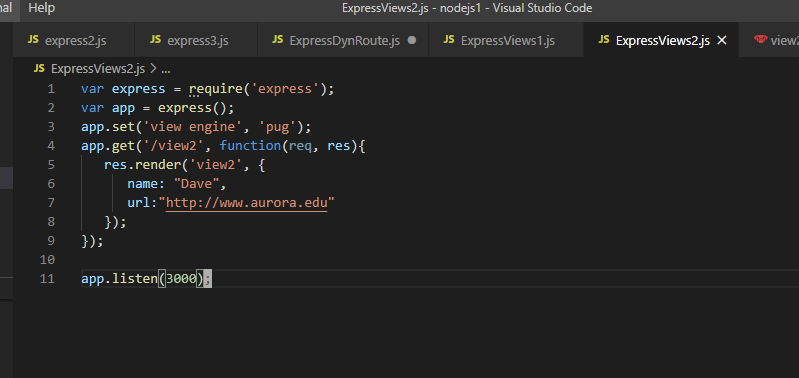 nal Help ExpressViews2.js - nodejs1 - Visual Studio Code
JS express2.js JS express3.js JS ExpressDynRoute.js JS ExpressViews1.js JS ExpressViews2.js view2
JS ExpressViews2.js > ...
1 var express = require('express');
2 var app = express();
3 app.set('view engine', 'pug');
4 app.get('/view2', function(req, res){
5 res.render('view2', {
6 name: "Dave",
7 url:"http://www.aurora.edu"
8 });
9 });
10
11 app.listen(3000);